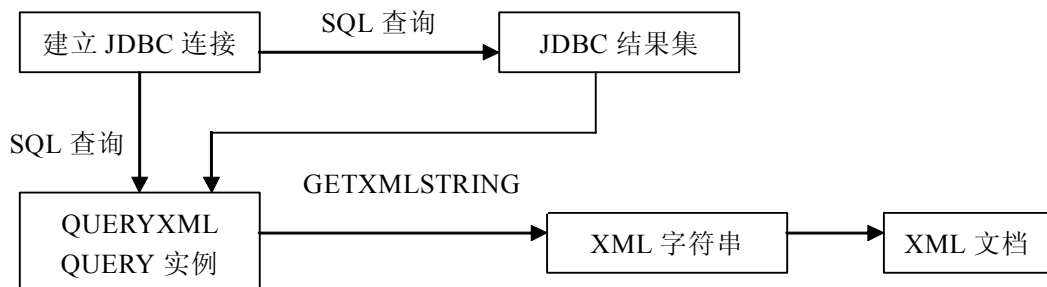 SQL 查询
建立 JDBC 连接
JDBC 结果集
SQL 查询
GETXMLSTRING
QUERYXML
QUERY 实例
XML 字符串
XML 文档